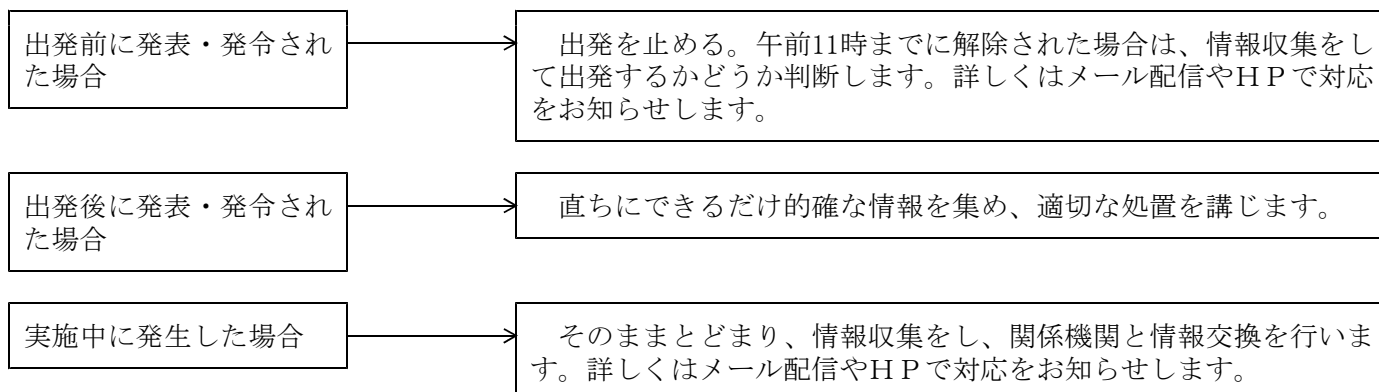 出発前に発表・発令され
た場合
出発を止める。午前11時までに解除された場合は、情報収集をし
て出発するかどうか判断します。詳しくはメール配信やＨＰで対応
をお知らせします。
出発後に発表・発令され
た場合
直ちにできるだけ的確な情報を集め、適切な処置を講じます。
実施中に発生した場合
そのままとどまり、情報収集をし、関係機関と情報交換を行いま
す。詳しくはメール配信やＨＰで対応をお知らせします。